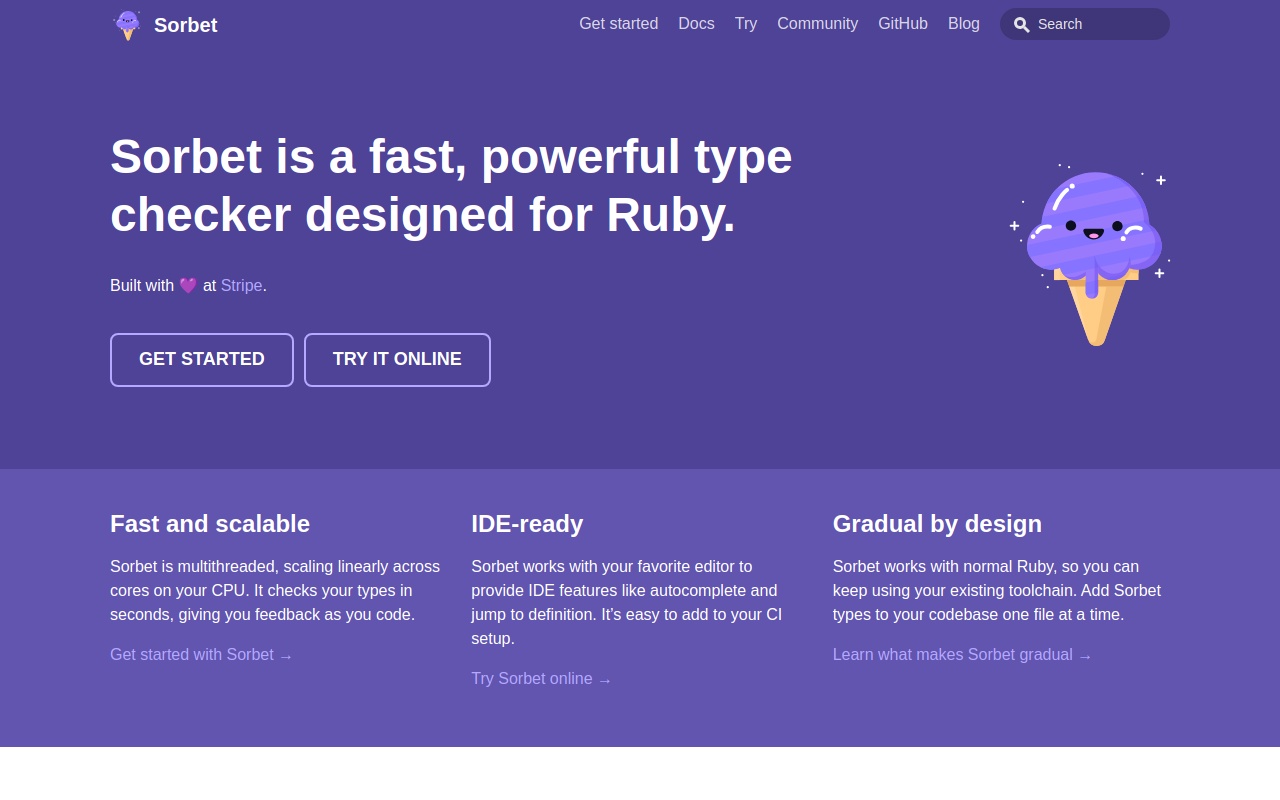 Sorbet
Get started
Docs
Try
Community
GitHub
Blog
Search
Sorbet is a fast, powerful type
checker designed for Ruby.
Built with 💜 at Stripe.
GET STARTED
TRY IT ONLINE
Fast and scalable
Sorbet is multithreaded, scaling linearly across
cores on your CPU. It checks your types in
seconds, giving you feedback as you code.
Get started with Sorbet →
IDE-ready
Sorbet works with your favorite editor to
provide IDE features like autocomplete and
jump to definition. It's easy to add to your CI
setup.
Try Sorbet online →
Gradual by design
Sorbet works with normal Ruby, so you can
keep using your existing toolchain. Add Sorbet
types to your codebase one file at a time.
Learn what makes Sorbet gradual →